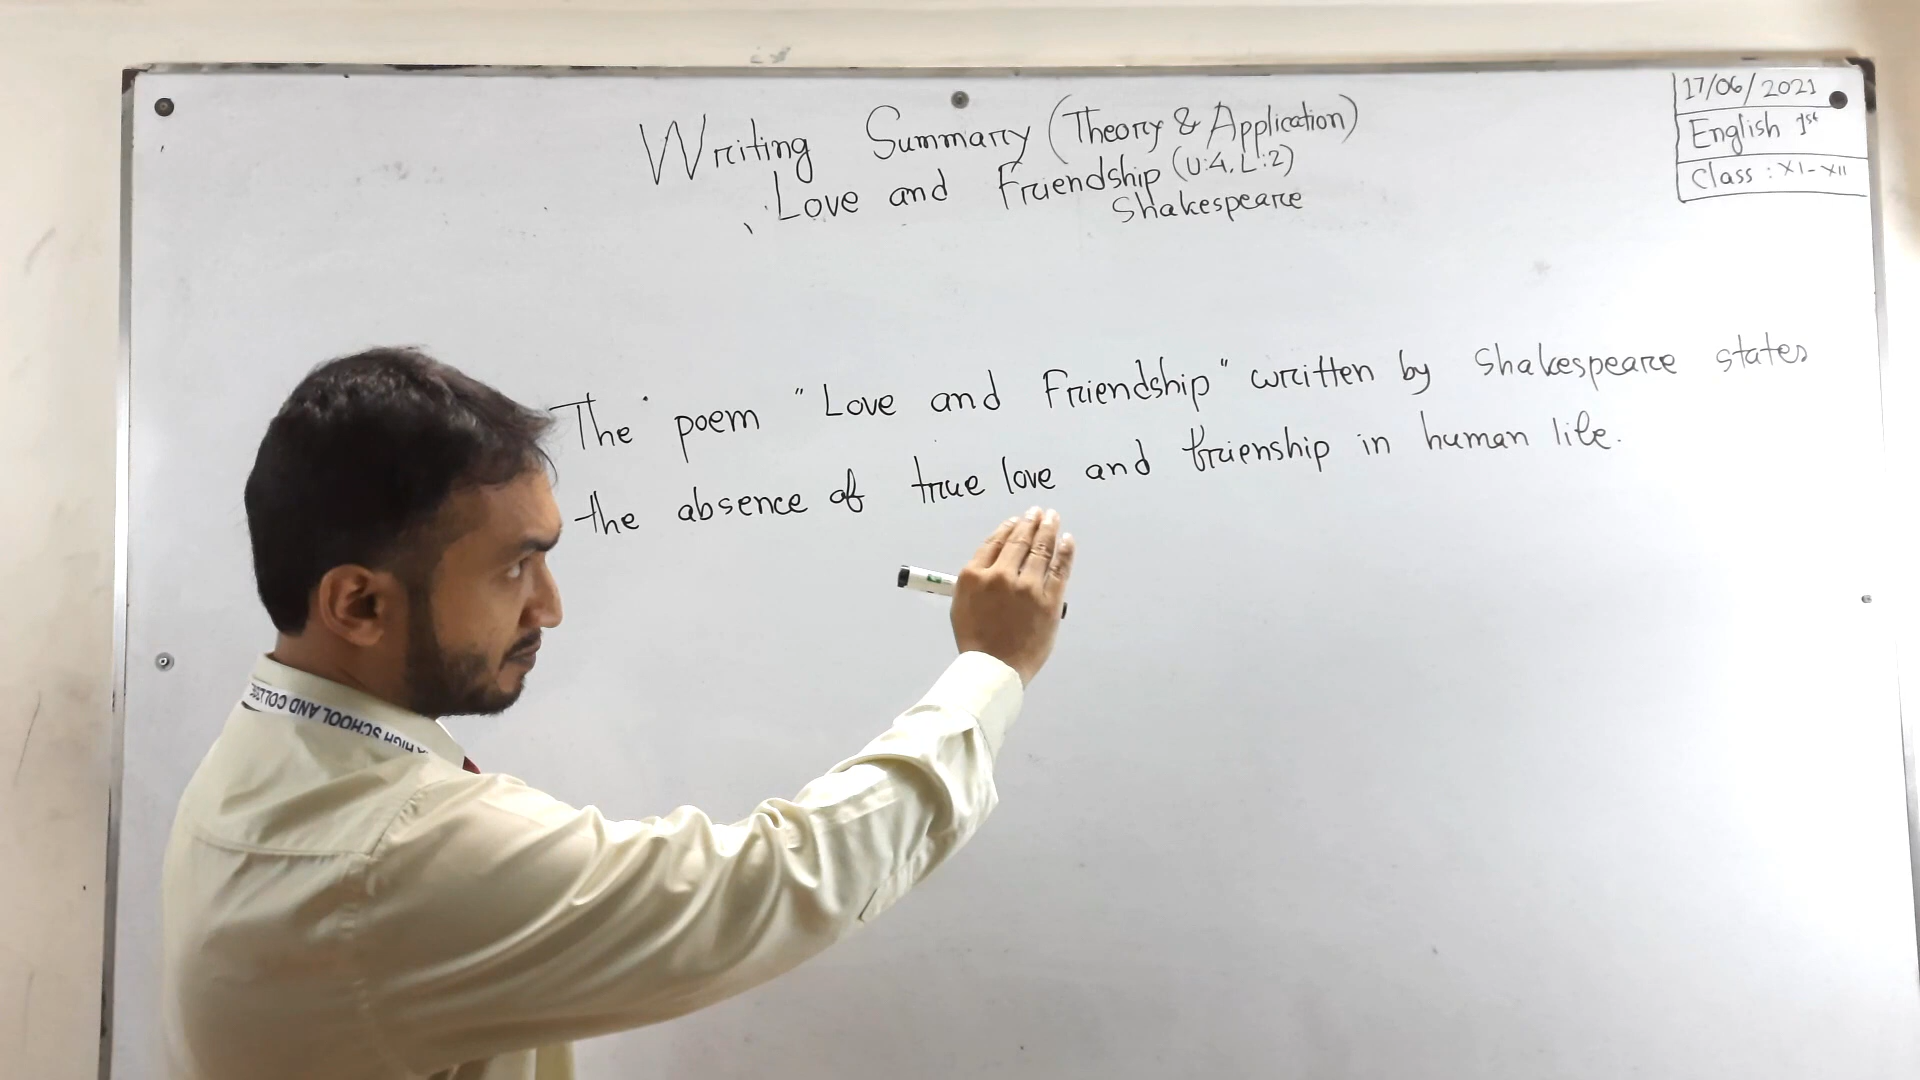 Writing Summary (Theory & Application)
Love and Friendship (U:4, L:2)
Shakespeare
17/06/2021
English 1st
Class : XI-XII
The poem "Love and Friendship" written by Shakespeare states
the absence of true love and frienship in human life.
HIGH SCHOOL AND COLLEGE